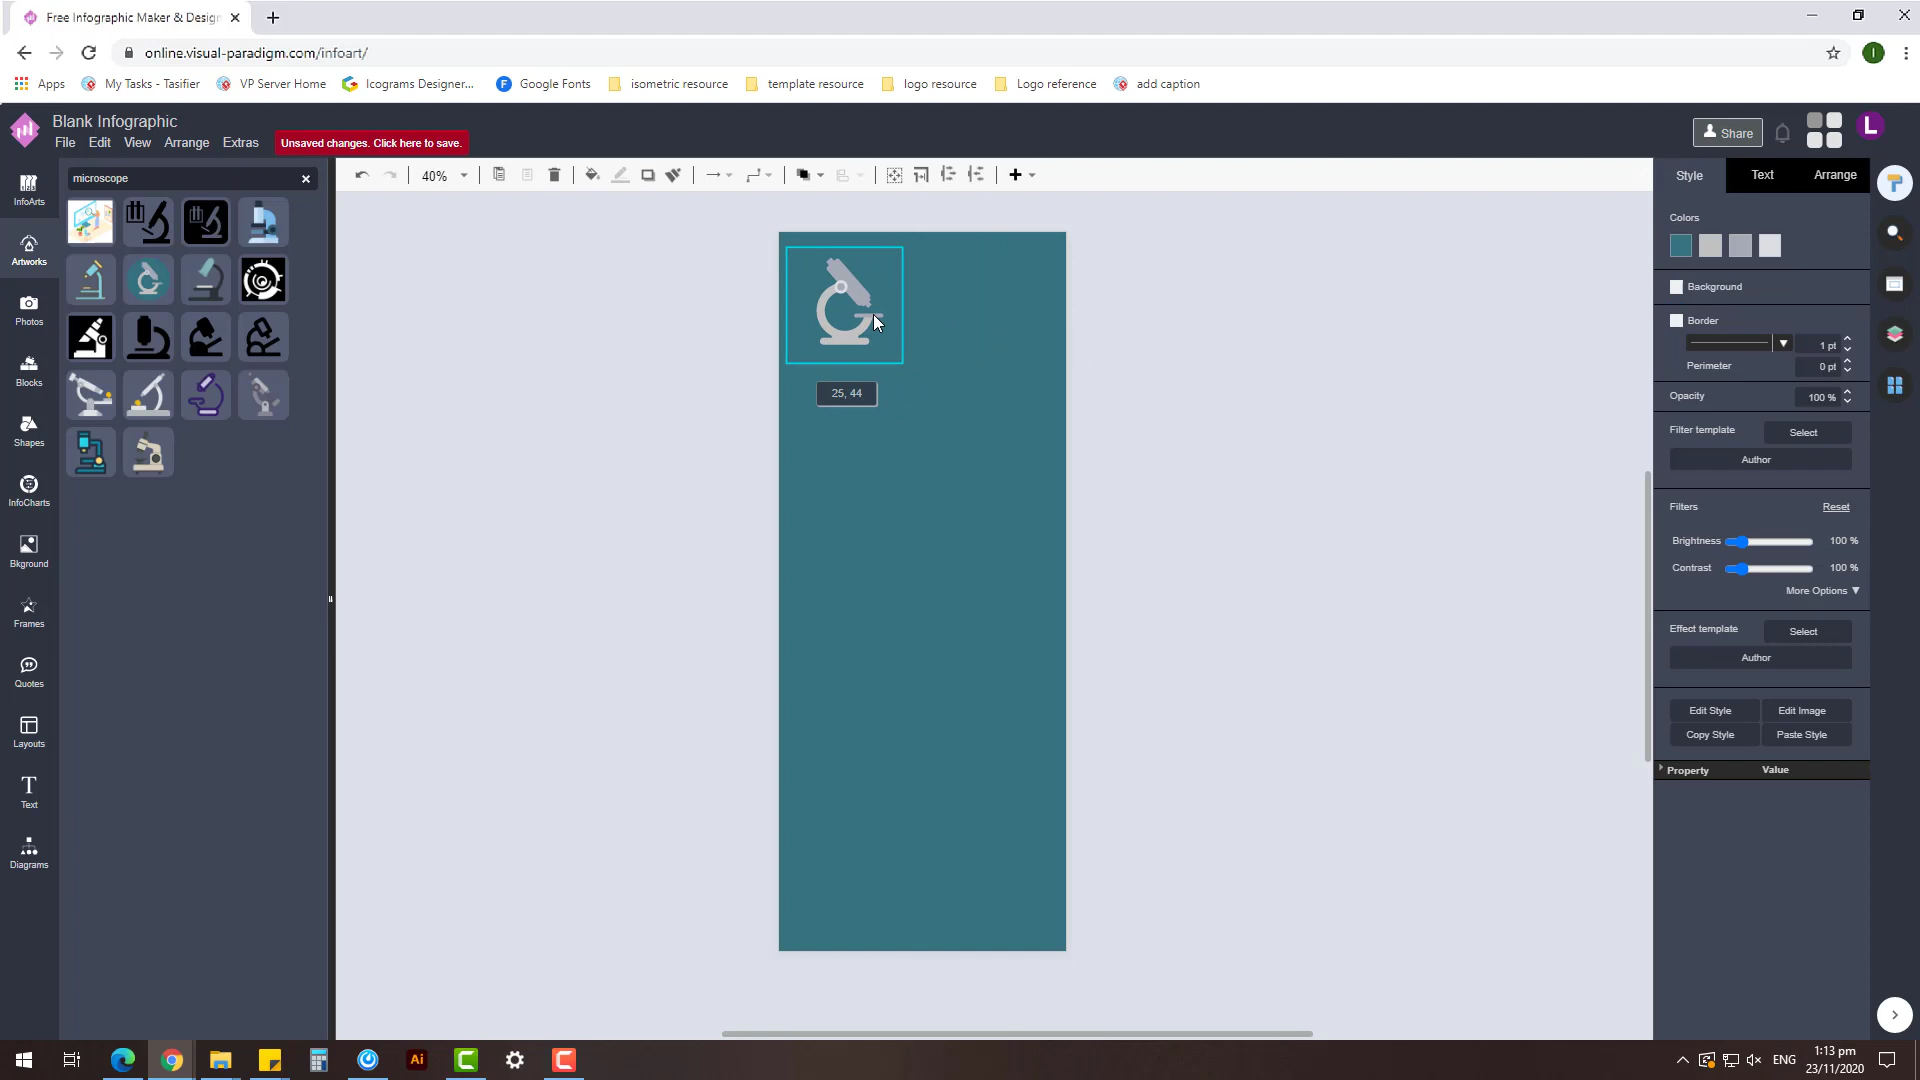 Free Infographic Maker & Design
online.visual-paradigm.com/infoart/
Apps My Tasks - Tasifier VP Server Home Icograms Designer... Google Fonts isometric resource template resource logo resource Logo reference add caption
Blank Infographic
File Edit View Arrange Extras Unsaved changes. Click here to save. Share L
microscope
40%
Style Text Arrange
InfoArts
Artworks
Photos
Blocks
Shapes
InfoCharts
Bkground
Frames
Quotes
Layouts
Text
Diagrams
25, 44
Colors
Background
Border
1 pt
Perimeter 0 pt
Opacity 100 %
Filter template Select
Author
Filters Reset
Brightness 100 %
Contrast 100 %
More Options ▼
Effect template Select
Author
Edit Style Edit Image
Copy Style Paste Style
Property Value
Ai
ENG
1:13 pm
23/11/2020